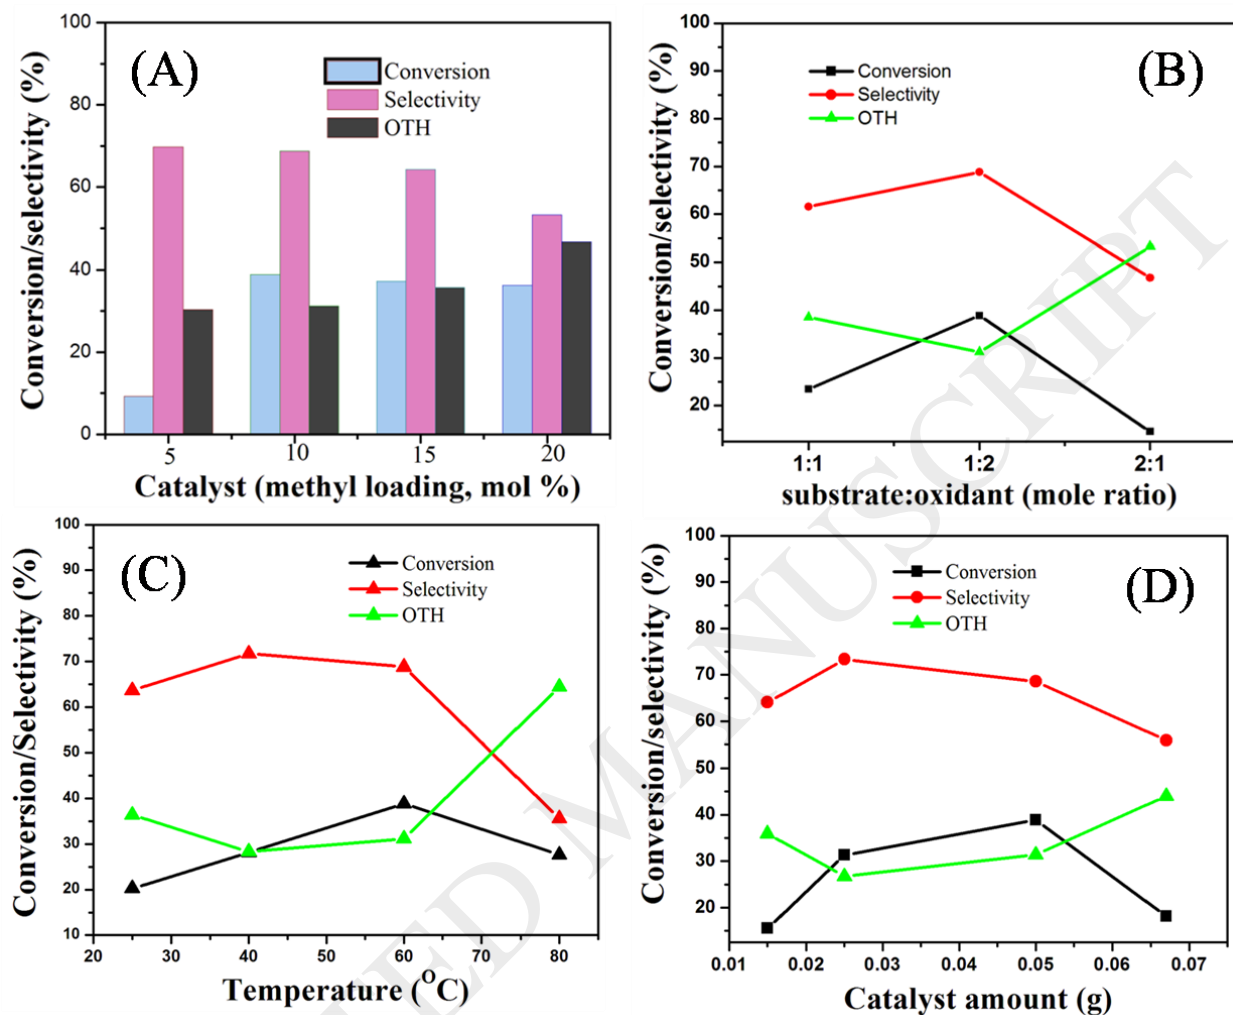 (A)
Conversion
Selectivity
OTH
100
80
60
40
20
0
5 10 15 20
Conversion/selectivity (%)
Catalyst (methyl loading, mol %)
(B)
Conversion
Selectivity
OTH
100
90
80
70
60
50
40
30
20
1:1 1:2 2:1
Conversion/selectivity (%)
substrate:oxidant (mole ratio)
(C)
Conversion
Selectivity
OTH
100
90
80
70
60
50
40
30
20
10
20 30 40 50 60 70 80
Conversion/Selectivity (%)
Temperature (OC)
(D)
Conversion
Selectivity
OTH
100
90
80
70
60
50
40
30
20
0.01 0.02 0.03 0.04 0.05 0.06 0.07
Conversion/selectivity (%)
Catalyst amount (g)
TED MANUSCRIPT